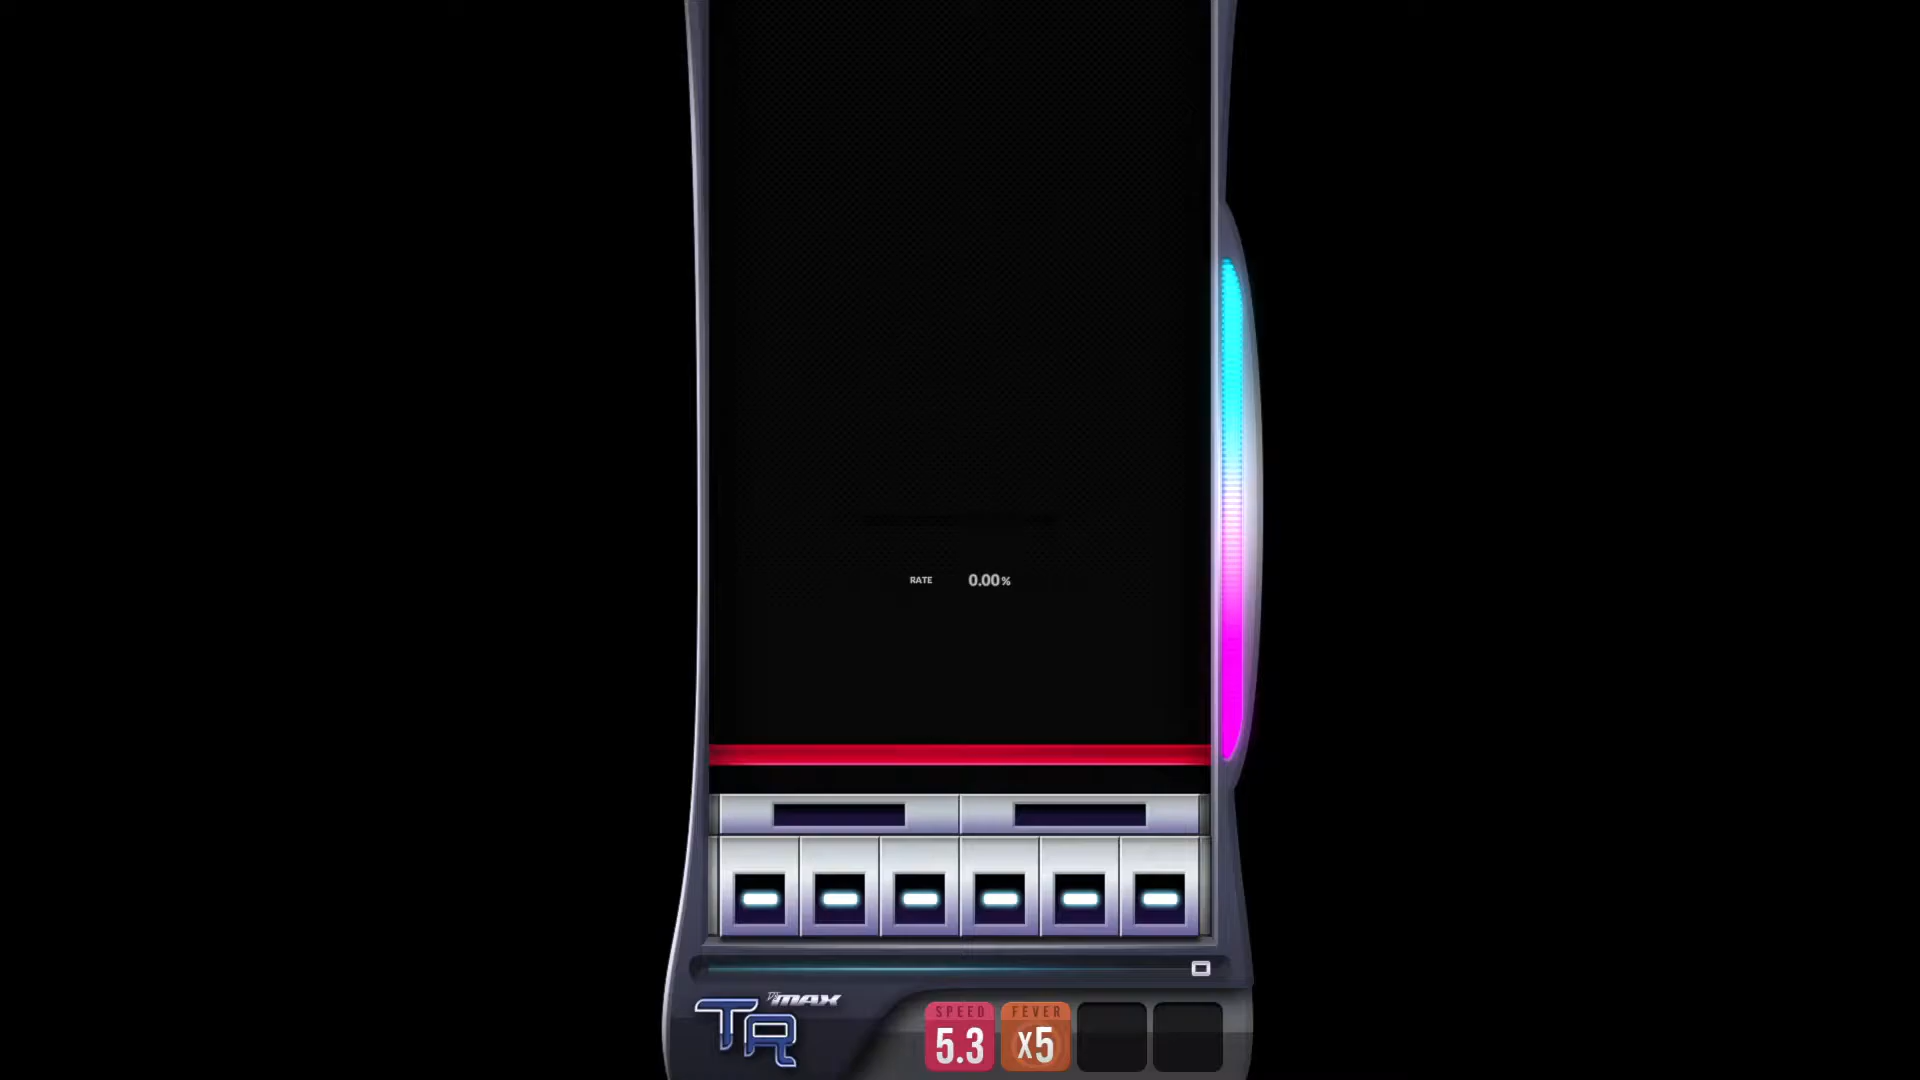 RATE 0.00%
MAX
TR
SPEED FEVER
5.3 x5